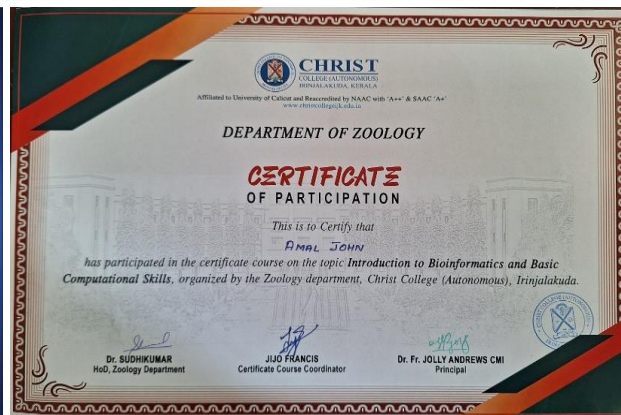 CHRIST
COLLEGE (AUTONOMOUS)
IRINJALAKUDA, KERALA
Affiliated to University of Calicut and Reaccredited by NAAC with 'A++' & SAAC 'A+'
www.christcollegeijk.edu.in
DEPARTMENT OF ZOOLOGY
CERTIFICATE
OF PARTICIPATION
This is to Certify that
AMAL JOHN
has participated in the certificate course on the topic Introduction to Bioinformatics and Basic
Computational Skills, organized by the Zoology department, Christ College (Autonomous), Irinjalakuda.
Dr. SUDHIKUMAR
HoD, Zoology Department
JIJO FRANCIS
Certificate Course Coordinator
Dr. Fr. JOLLY ANDREWS CMI
Principal